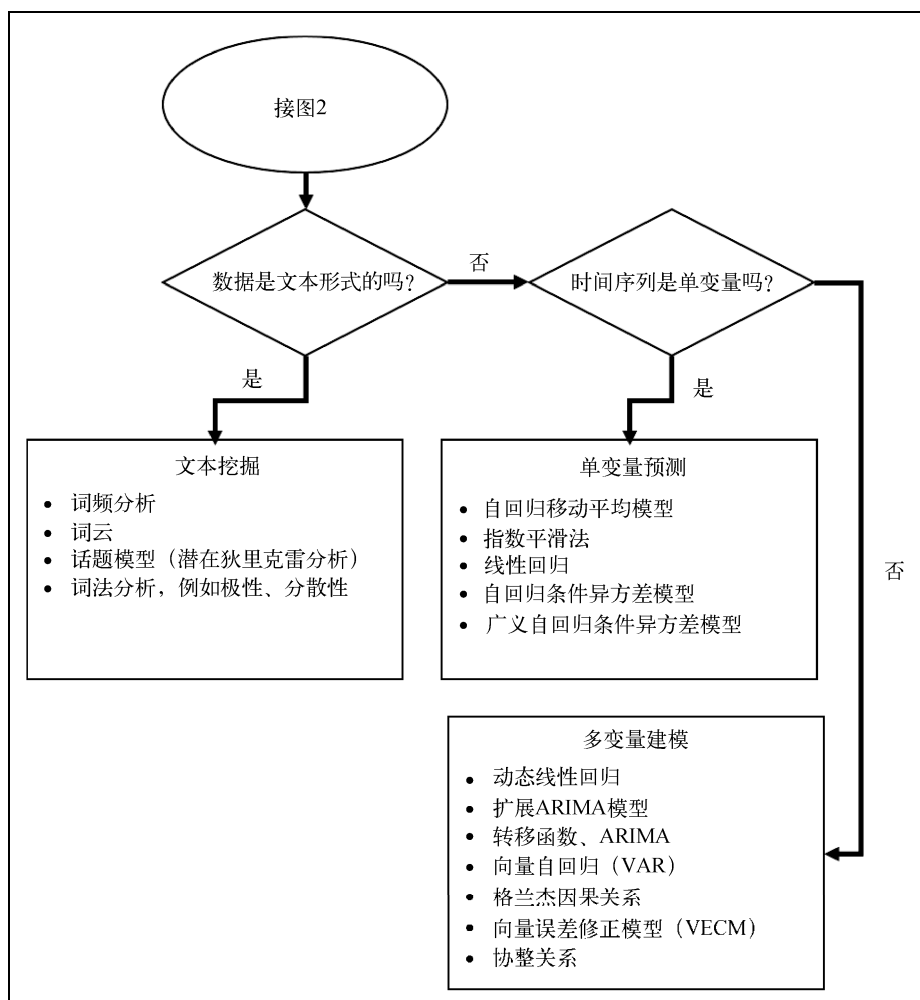 接图2
数据是文本形式的吗?
否
时间序列是单变量吗?
是
是
文本挖掘
• 词频分析
• 词云
• 话题模型（潜在狄里克雷分析）
• 词法分析，例如极性、分散性
单变量预测
• 自回归移动平均模型
• 指数平滑法
• 线性回归
• 自回归条件异方差模型
• 广义自回归条件异方差模型
否
多变量建模
• 动态线性回归
• 扩展ARIMA模型
• 转移函数、ARIMA
• 向量自回归（VAR）
• 格兰杰因果关系
• 向量误差修正模型（VECM）
• 协整关系